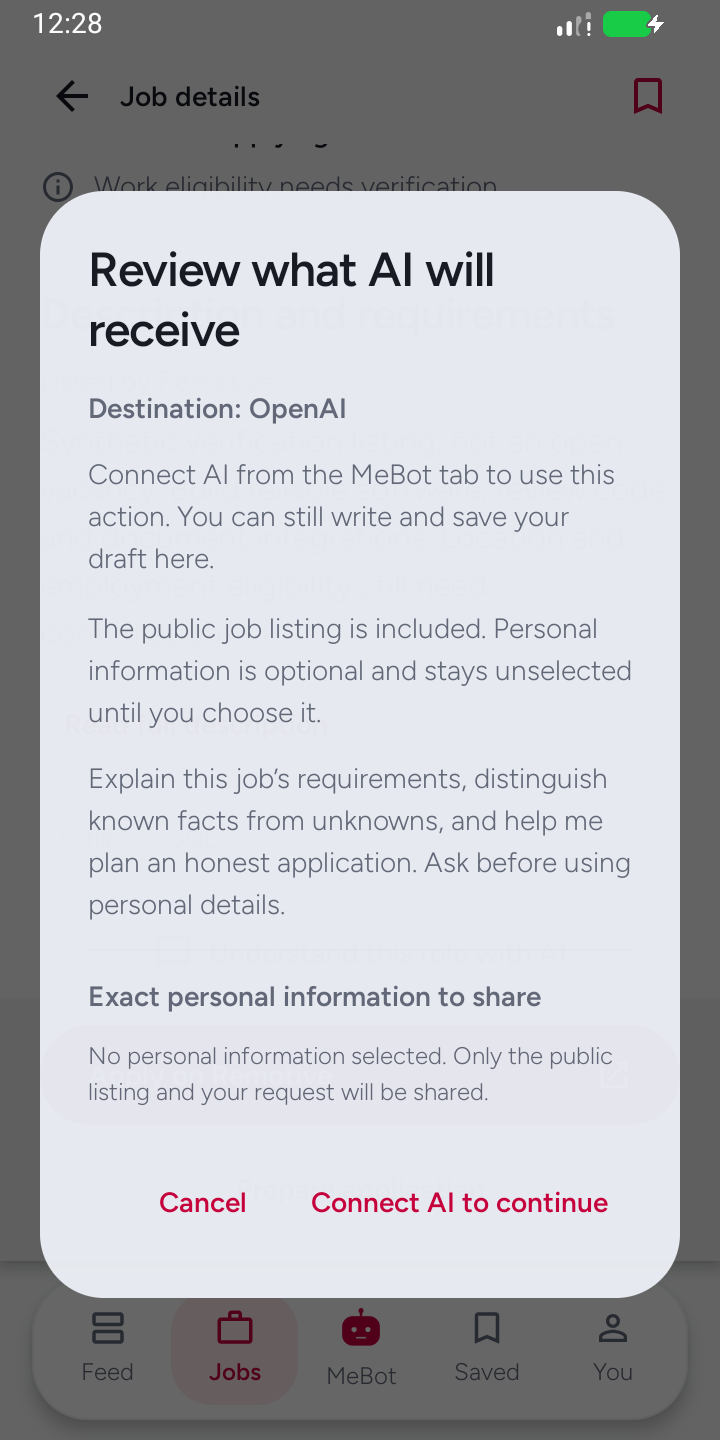 12:28
Job details
Work eligibility needs verification
Review what AI will
receive
Destination: OpenAI
Connect AI from the MeBot tab to use this
action. You can still write and save your
draft here.
The public job listing is included. Personal
information is optional and stays unselected
until you choose it.
Explain this job’s requirements, distinguish
known facts from unknowns, and help me
plan an honest application. Ask before using
personal details.
Exact personal information to share
No personal information selected. Only the public
listing and your request will be shared.
Cancel Connect AI to continue
Feed Jobs MeBot Saved You